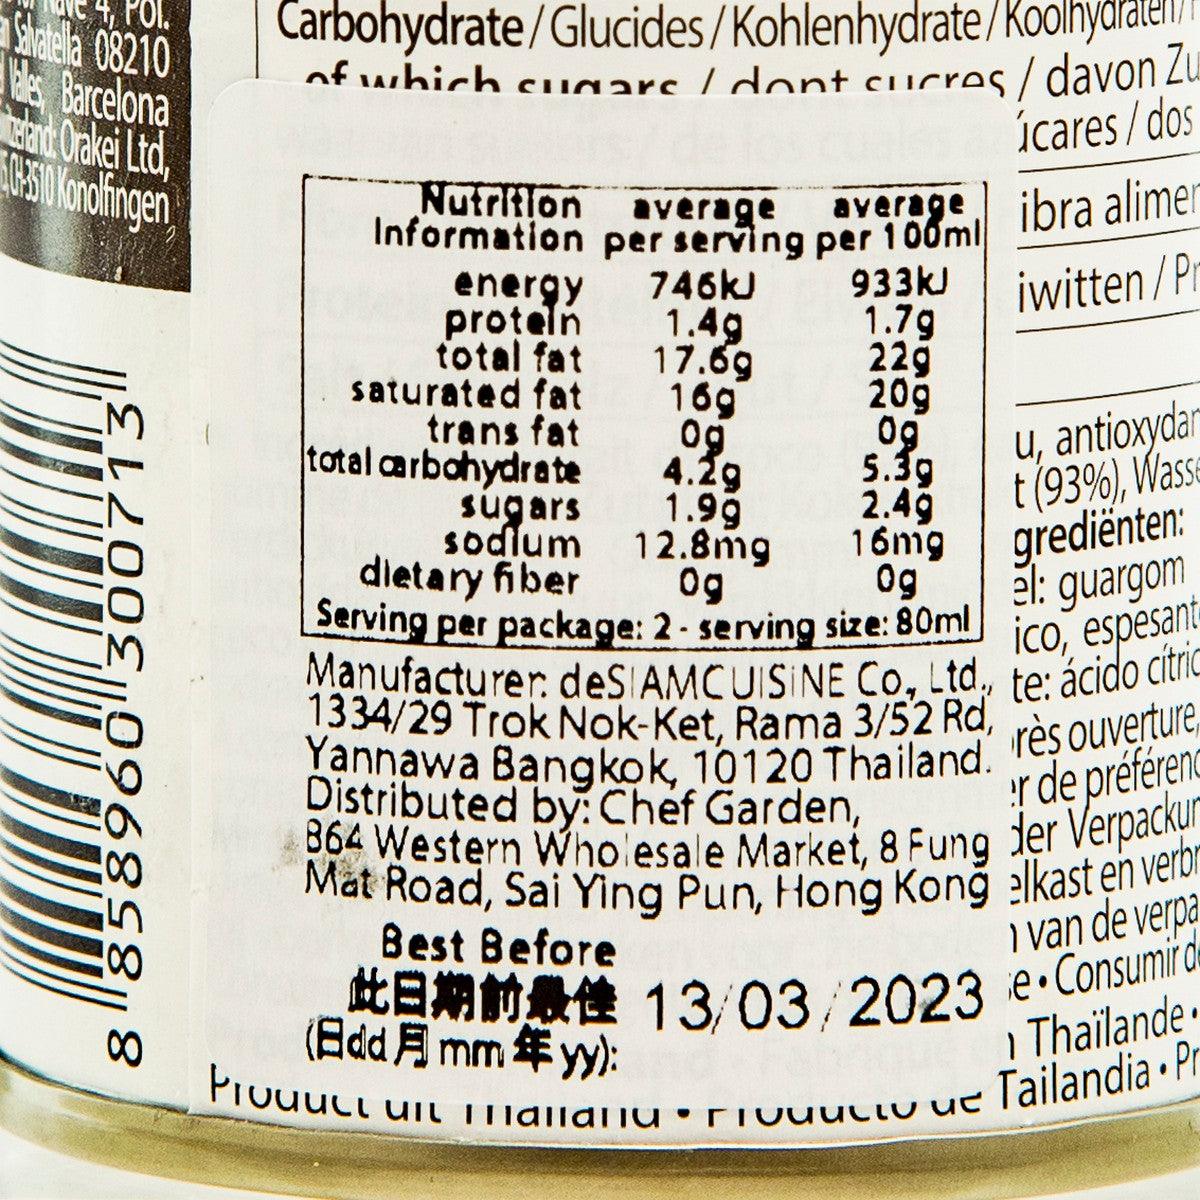 4, Pol.
Salvatella 08210
Valles, Barcelona
Orakei Ltd,
CH-3510 Konolfingen
8 858960 300713
Carbohydrate / Glucides / Kohlenhydrate / Koolhydraten /
of which sugars / dont sucres / davon Zu
úcares / dos
ibra alimen
iwitten / Pr
Nutrition average average
Information per serving per 100ml
energy 746kJ 933kJ
protein 1.4g 1.7g
total fat 17.6g 22g
saturated fat 16g 20g
trans fat 0g 0g
total carbohydrate 4.2g 5.3g
sugars 1.9g 2.4g
sodium 12.8mg 16mg
dietary fiber 0g 0g
Serving per package: 2 - serving size: 80ml
Manufacturer: deSIAMCUISiNE Co., Ltd.,
1334/29 Trok Nok-Ket, Rama 3/52 Rd,
Yannawa Bangkok, 10120 Thailand.
Distributed by: Chef Garden,
B64 Western Wholesale Market, 8 Fung
Mat Road, Sai Ying Pun, Hong Kong
Best Before
此日期前最佳 13/03/2023
(日dd月mm年yy):
u, antioxydan
t (93%), Wasse
grediënten:
el: guargom
ico, espesant
te: ácido cítric
rès ouverture,
er de préférenc
der Verpackun
elkast en verbr
n van de verpa
se • Consumir de
n Thaïlande •
Product uit Thailand • Producto de Tailandia • Pr